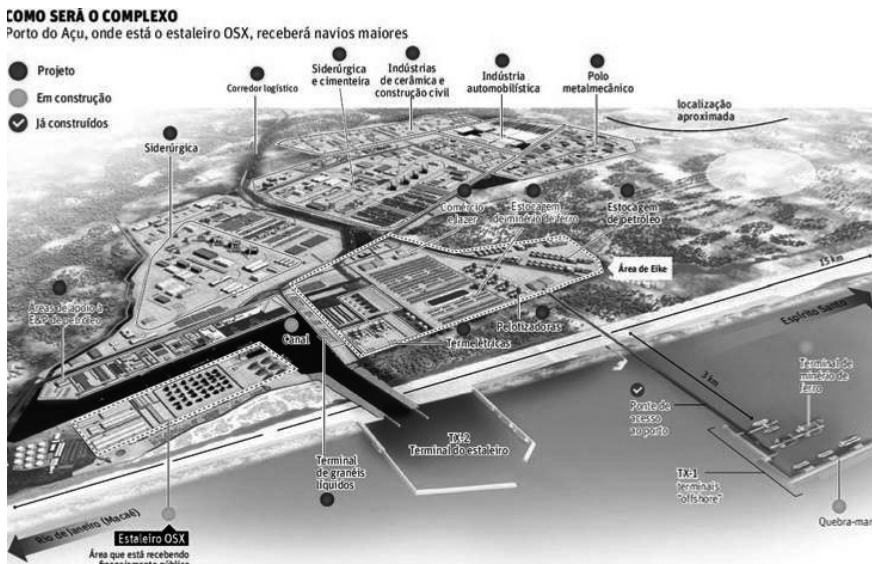 COMO SERÁ O COMPLEXO
Porto do Açu, onde está o estaleiro OSX, receberá navios maiores
Projeto
Em construção
Já construídos
Corredor logístico
Siderúrgica
e cimenteira
Indústrias
de cerâmica e
construção civil
Indústria
automobilística
Polo
metalmecânico
localização
aproximada
Siderúrgica
Comércio
e lazer
Estocagem
de minério de ferro
Estocagem
de petróleo
Área de Eike
25 km
Espírito Santo
Áreas de apoio à
E&P de petróleo
Canal
Termelétricas
Pelotizadoras
3 km
Terminal de
minério de
ferro
Ponte de
acesso
ao porto
TX-2
Terminal do estaleiro
Terminal
de granéis
líquidos
TX-1
terminais
"offshore"
Quebra-mar
Rio de Janeiro (Macaé)
Estaleiro OSX
Área que está recebendo
financiamento público